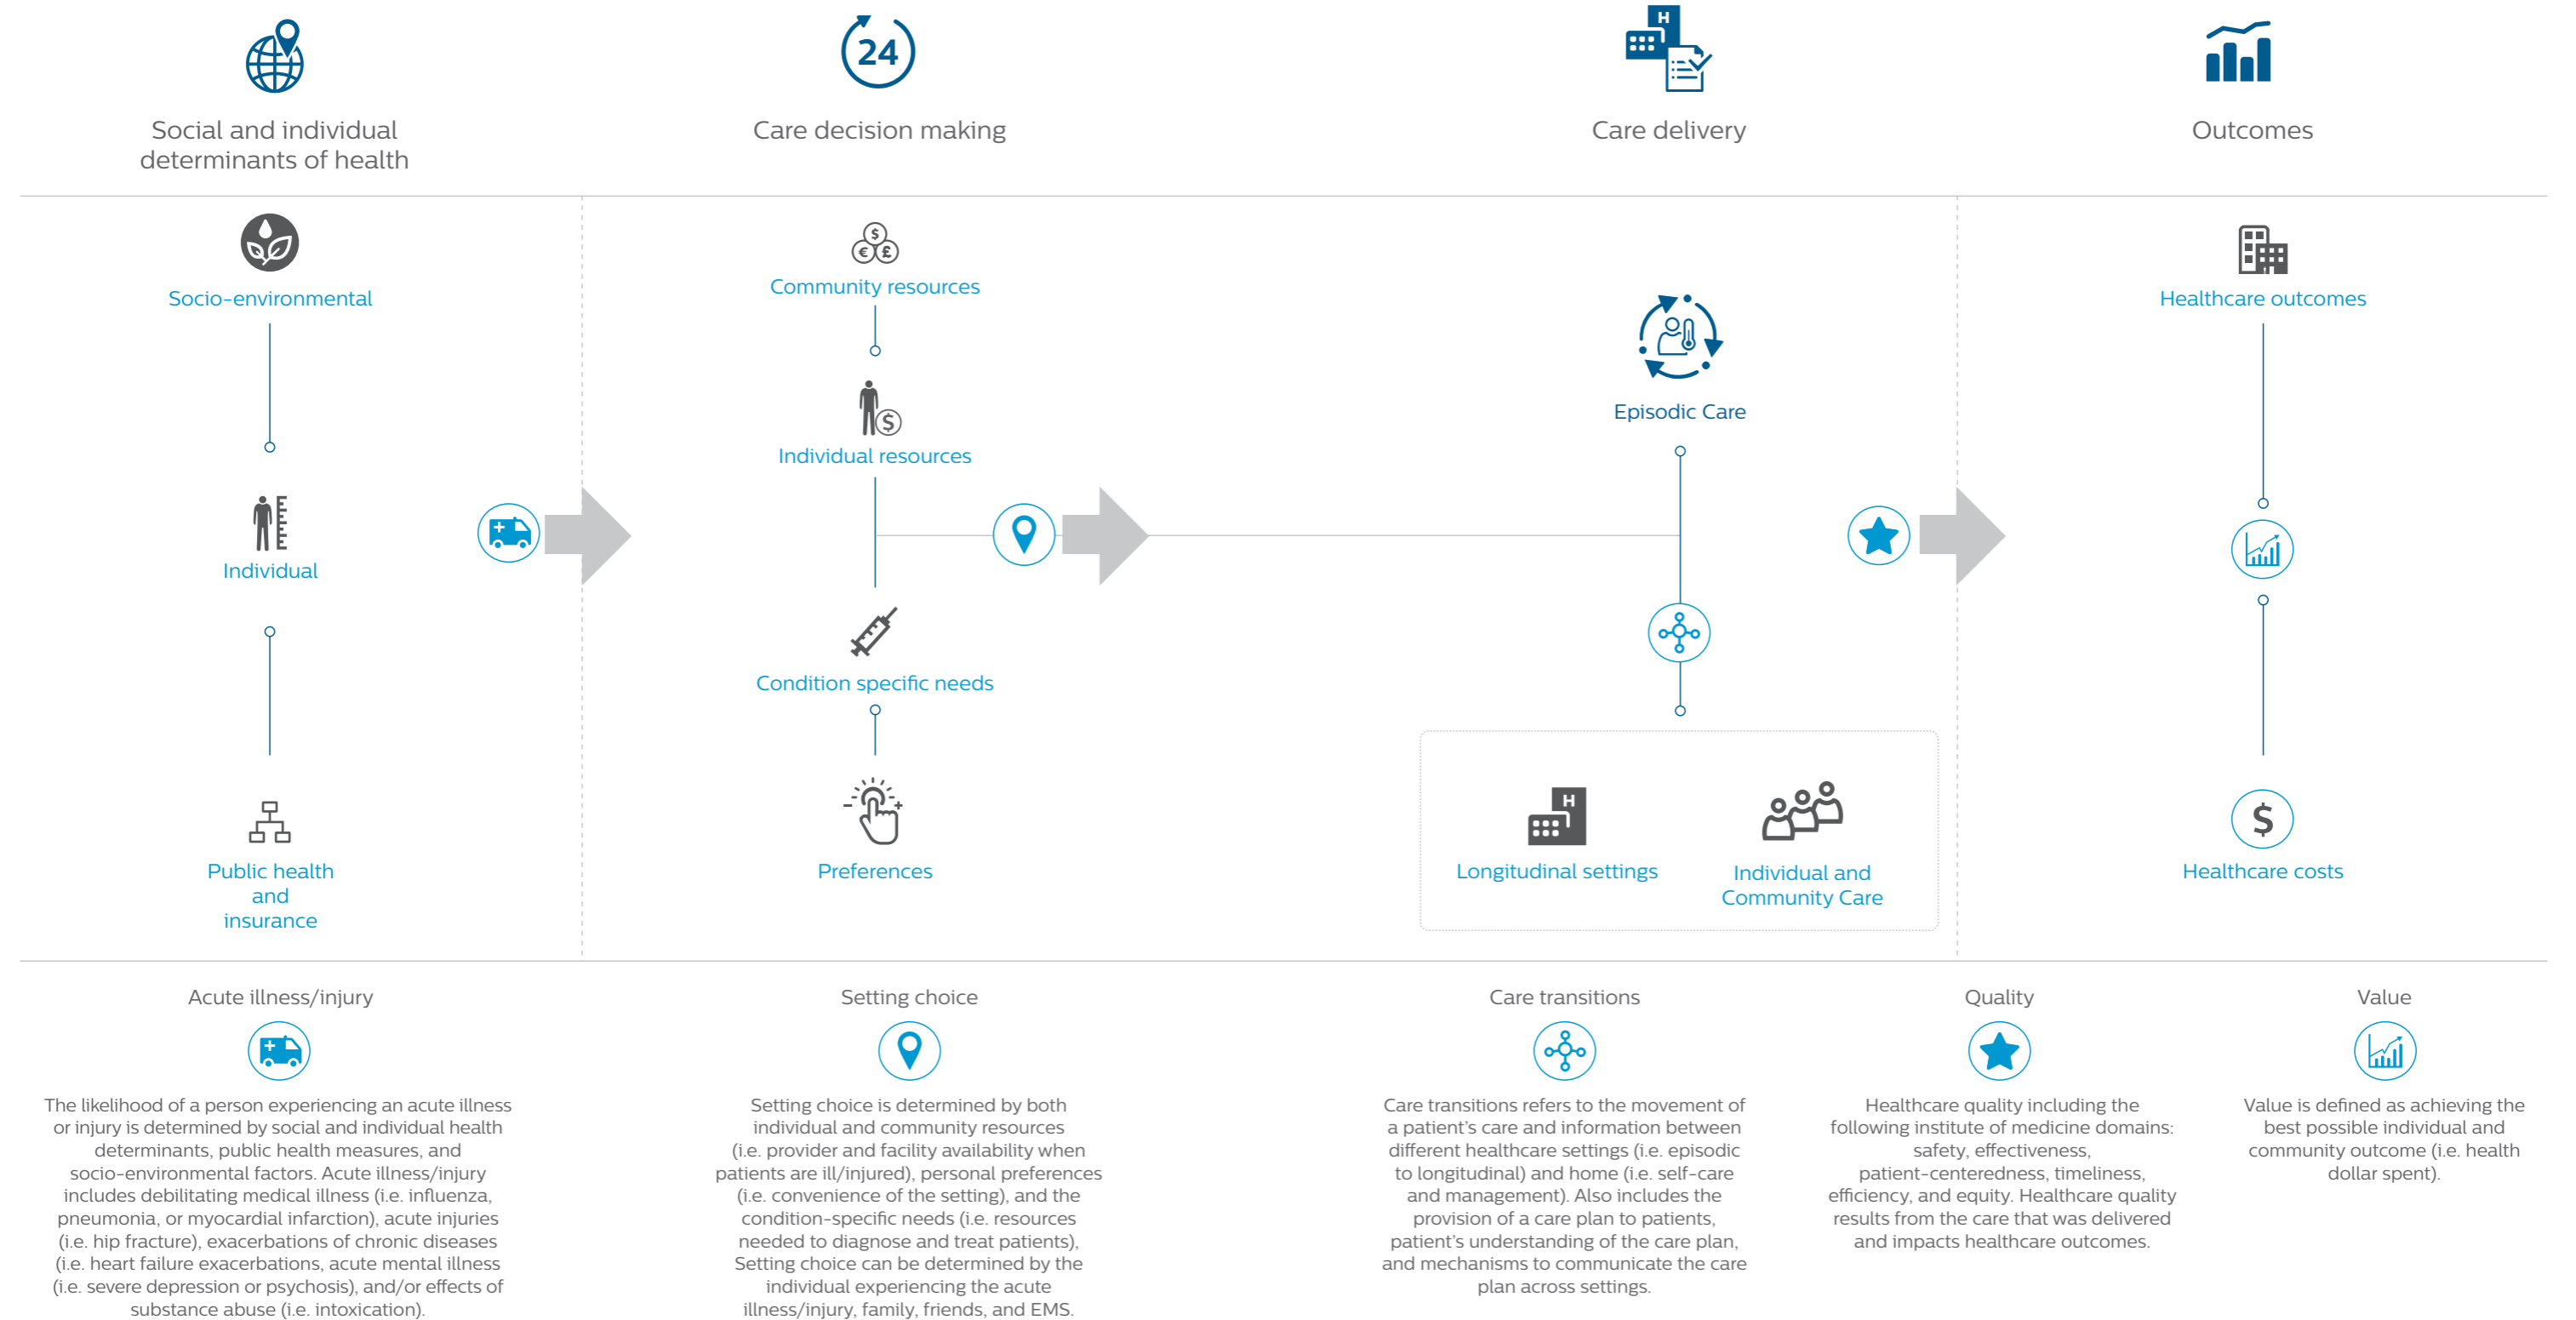 24
H
Social and individual
determinants of health
Care decision making
Care delivery
Outcomes
Socio-environmental
Individual
Public health
and
insurance
$
€ £
Community resources
$
Individual resources
Condition specific needs
Preferences
Episodic Care
H
Longitudinal settings
Individual and
Community Care
Healthcare outcomes
$
Healthcare costs
Acute illness/injury
The likelihood of a person experiencing an acute illness
or injury is determined by social and individual health
determinants, public health measures, and
socio-environmental factors. Acute illness/injury
includes debilitating medical illness (i.e. influenza,
pneumonia, or myocardial infarction), acute injuries
(i.e. hip fracture), exacerbations of chronic diseases
(i.e. heart failure exacerbations, acute mental illness
(i.e. severe depression or psychosis), and/or effects of
substance abuse (i.e. intoxication).
Setting choice
Setting choice is determined by both
individual and community resources
(i.e. provider and facility availability when
patients are ill/injured), personal preferences
(i.e. convenience of the setting), and the
condition-specific needs (i.e. resources
needed to diagnose and treat patients),
Setting choice can be determined by the
individual experiencing the acute
illness/injury, family, friends, and EMS.
Care transitions
Care transitions refers to the movement of
a patient's care and information between
different healthcare settings (i.e. episodic
to longitudinal) and home (i.e. self-care
and management). Also includes the
provision of a care plan to patients,
patient's understanding of the care plan,
and mechanisms to communicate the care
plan across settings.
Quality
Healthcare quality including the
following institute of medicine domains:
safety, effectiveness,
patient-centeredness, timeliness,
efficiency, and equity. Healthcare quality
results from the care that was delivered
and impacts healthcare outcomes.
Value
Value is defined as achieving the
best possible individual and
community outcome (i.e. health
dollar spent).